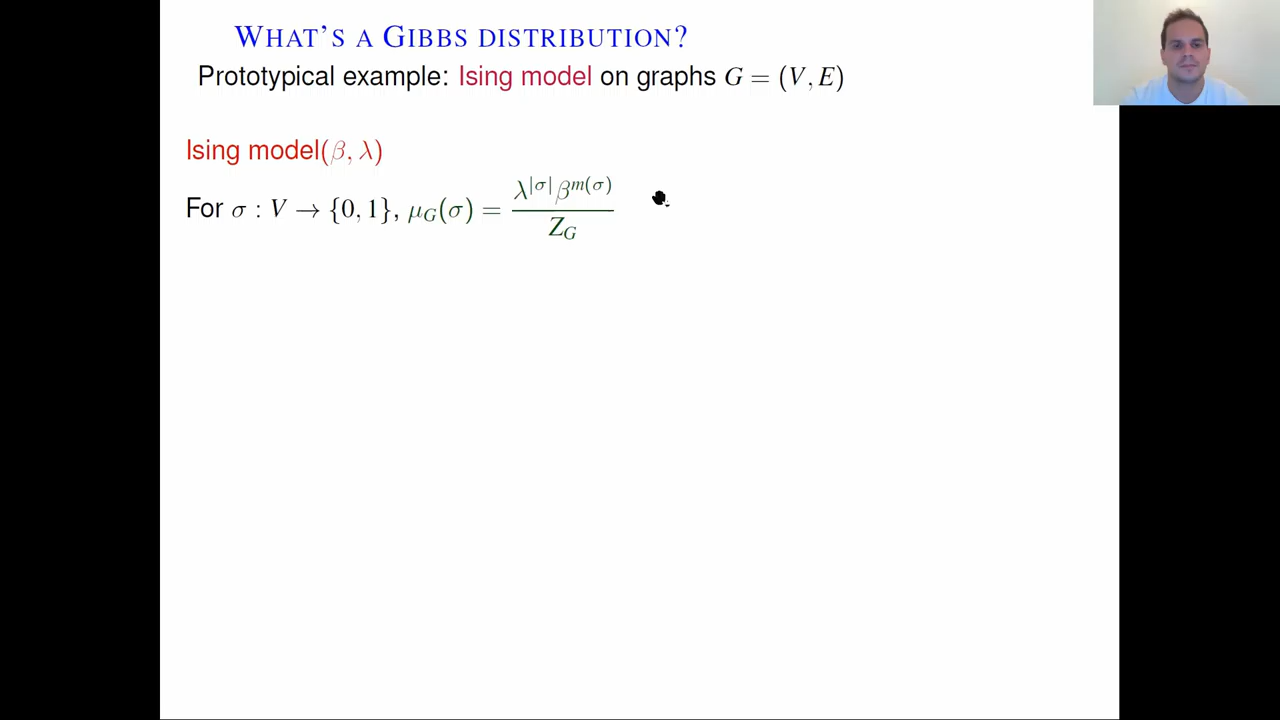 WHAT'S A GIBBS DISTRIBUTION?
Prototypical example: Ising model on graphs G = (V, E)
Ising model(β, λ)
For σ : V → {0, 1}, μ_G(σ) = λ^{|σ|} β^{m(σ)} / Z_G